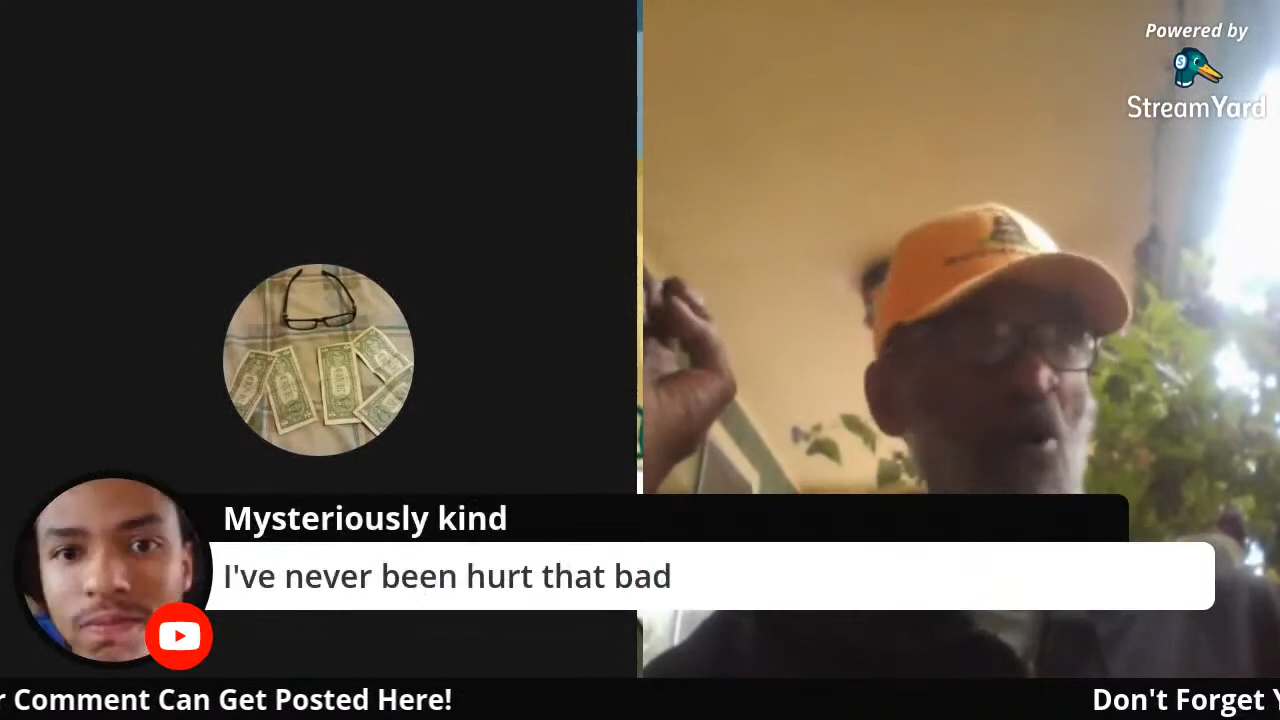 Powered by
StreamYard
Mysteriously kind
I've never been hurt that bad
r Comment Can Get Posted Here!
Don't Forget Y